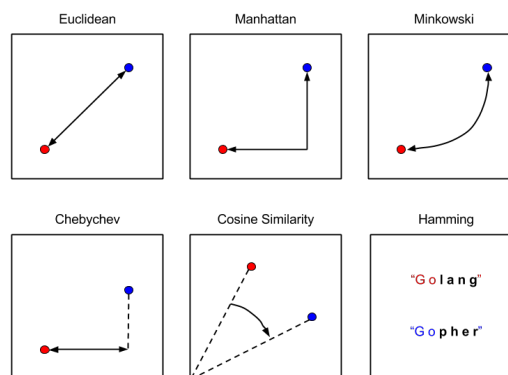 Euclidean
Manhattan
Minkowski
Chebychev
Cosine Similarity
Hamming
“Golang”
“Gopher”